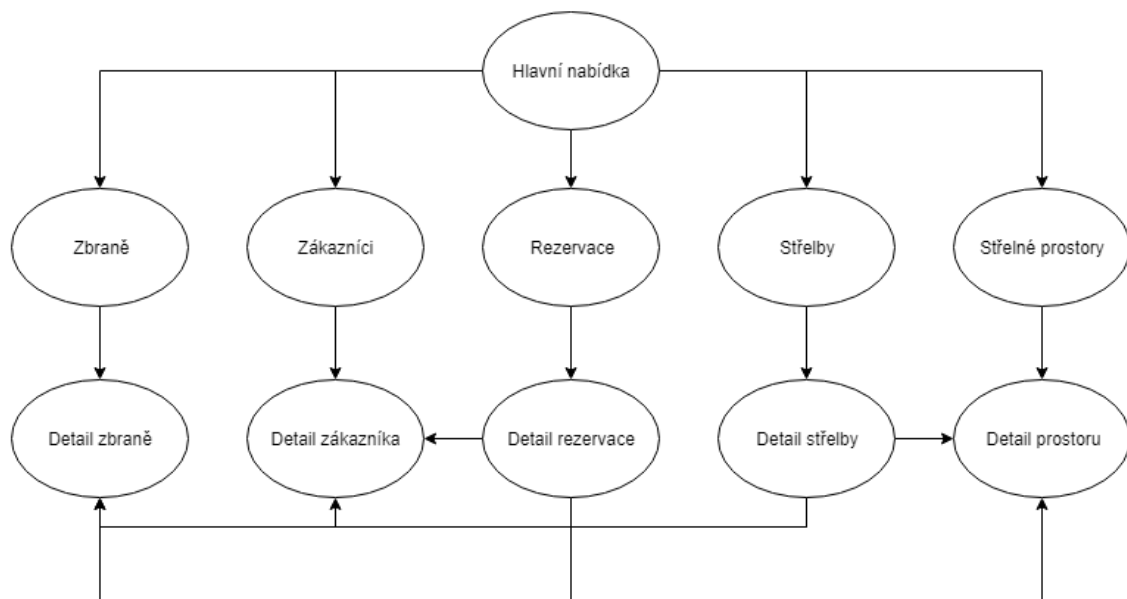 Hlavní nabídka
Zbraně
Zákazníci
Rezervace
Střelby
Střelné prostory
Detail zbraně
Detail zákazníka
Detail rezervace
Detail střelby
Detail prostoru